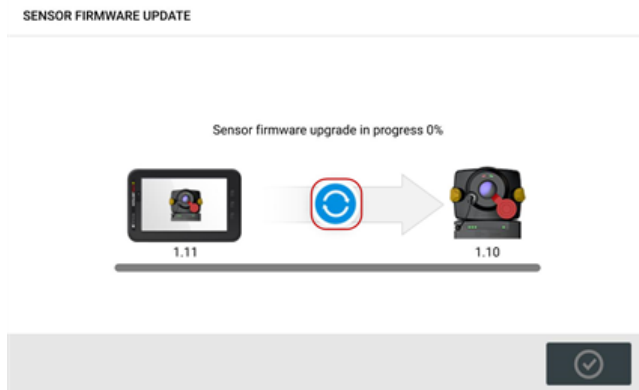 SENSOR FIRMWARE UPDATE
Sensor firmware upgrade in progress 0%
1.11
1.10